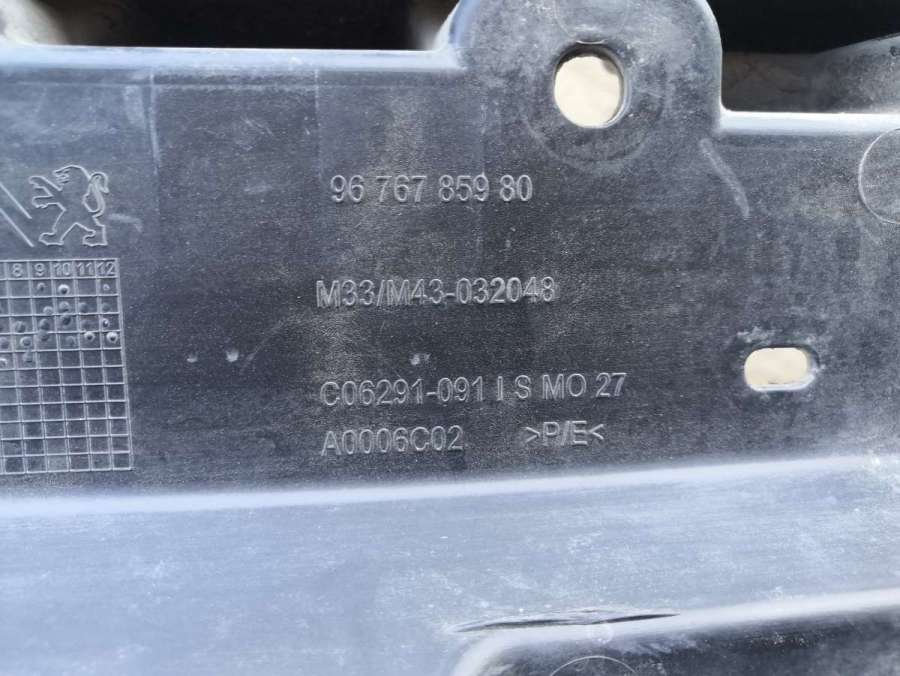 96 767 859 80
8 9 10 11 12
M33/M43-032048
C06291-091 I S MO 27
A0006C02 >P/E<